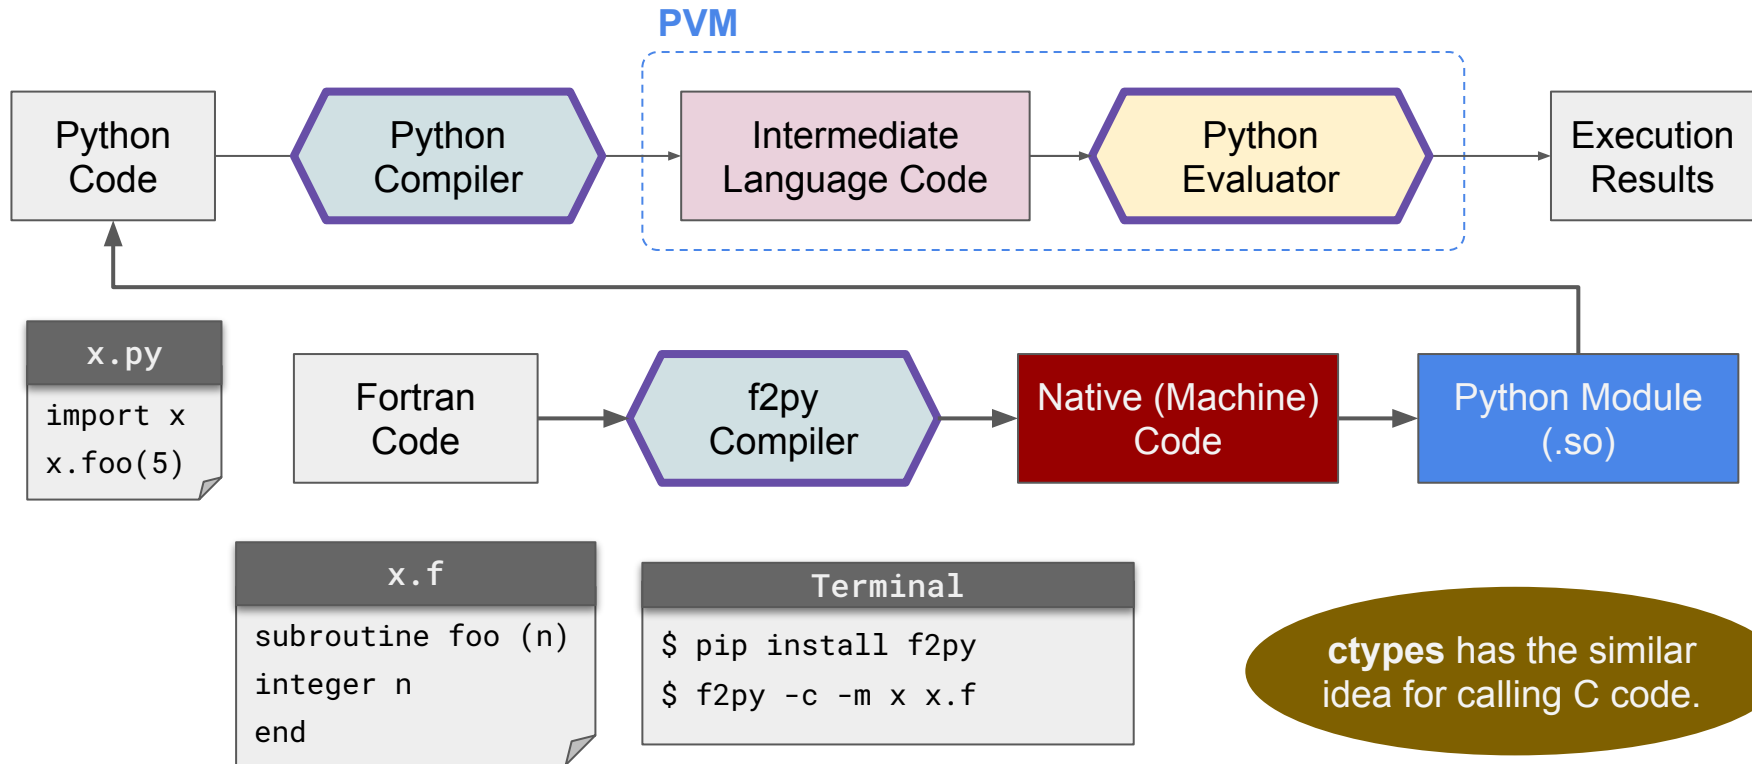 PVM
Python
Code
Python
Compiler
Intermediate
Language Code
Python
Evaluator
Execution
Results
x.py
import x
x.foo(5)
Fortran
Code
f2py
Compiler
Native (Machine)
Code
Python Module
(.so)
x.f
subroutine foo (n)
integer n
end
Terminal
$ pip install f2py
$ f2py -c -m x x.f
ctypes has the similar
idea for calling C code.